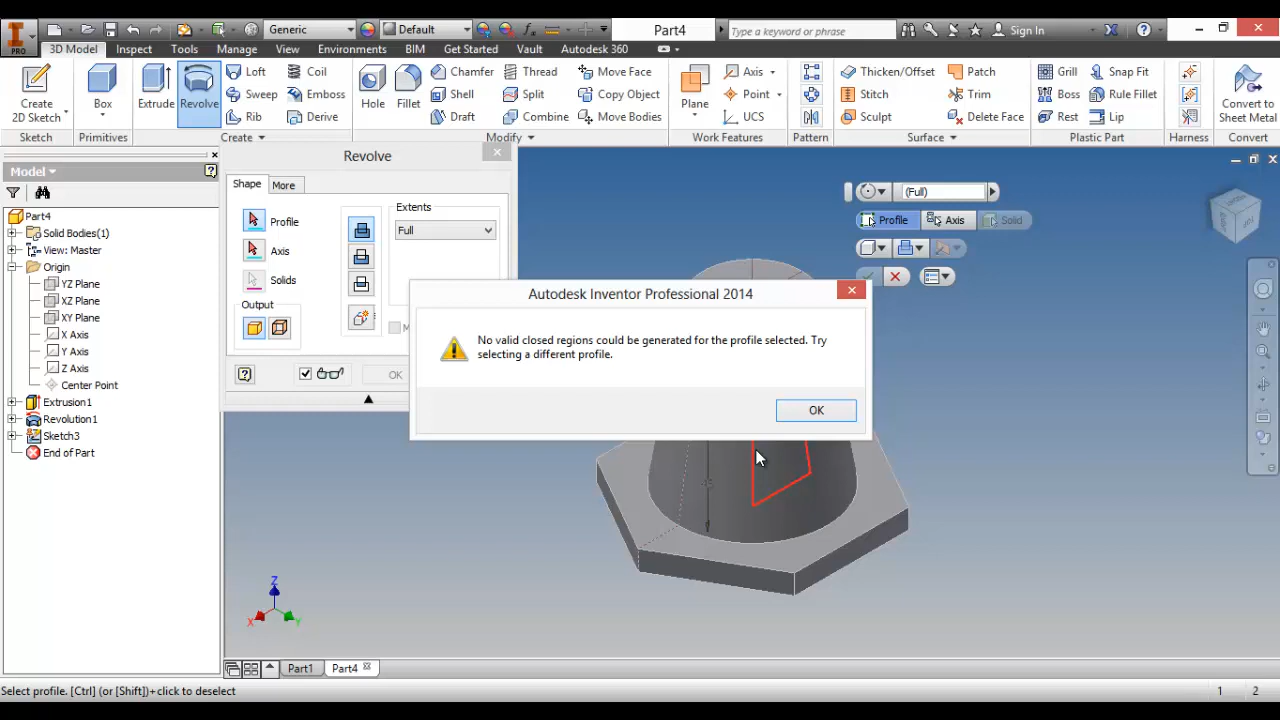 PRO
Generic
Default
Part4
Type a keyword or phrase
Sign In
3D Model Inspect Tools Manage View Environments BIM Get Started Vault Autodesk 360
Create
2D Sketch
Box
Extrude
Revolve
Loft
Sweep
Rib
Coil
Emboss
Derive
Hole
Fillet
Chamfer
Shell
Draft
Thread
Split
Combine
Move Face
Copy Object
Move Bodies
Plane
Axis
Point
UCS
Thicken/Offset
Stitch
Sculpt
Patch
Trim
Delete Face
Grill
Boss
Rest
Snap Fit
Rule Fillet
Lip
Convert to
Sheet Metal
Sketch Primitives Create Modify Work Features Pattern Surface Plastic Part Harness Convert
Model
Part4
Solid Bodies(1)
View: Master
Origin
YZ Plane
XZ Plane
XY Plane
X Axis
Y Axis
Z Axis
Center Point
Extrusion1
Revolution1
Sketch3
End of Part
Revolve
Shape More
Profile
Axis
Solids
Output
Extents
Full
M
OK
(Full)
Profile Axis Solid
Autodesk Inventor Professional 2014
No valid closed regions could be generated for the profile selected. Try
selecting a different profile.
OK
Z
X
Y
Part1 Part4
Select profile. [Ctrl] (or [Shift])+click to deselect
1 2